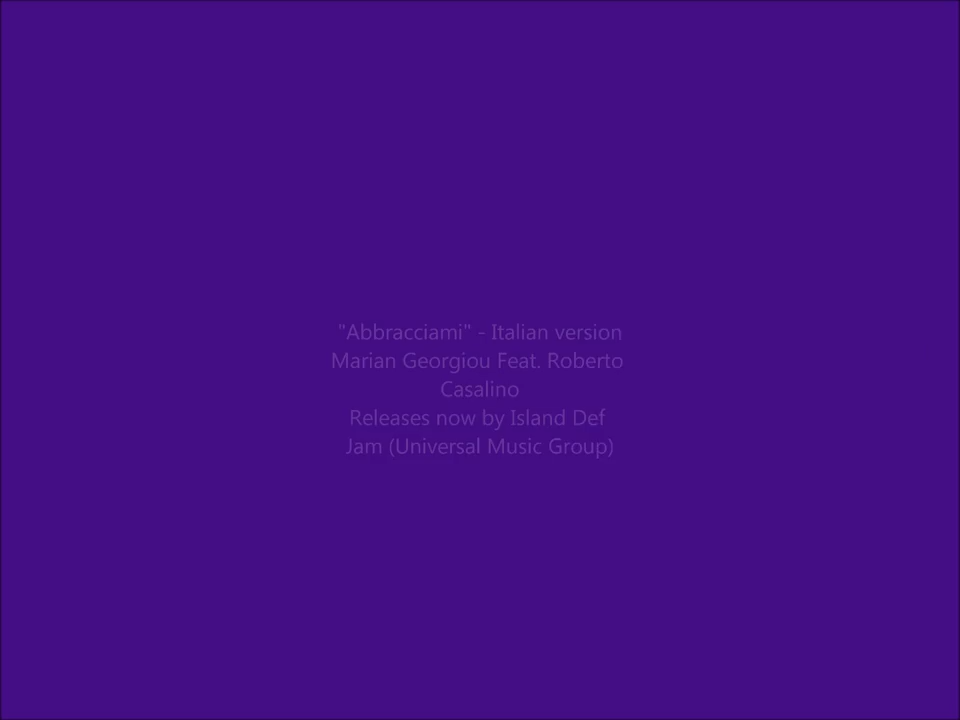 "Abbracciami" - Italian version
Marian Georgiou Feat. Roberto
Casalino
Releases now by Island Def
Jam (Universal Music Group)